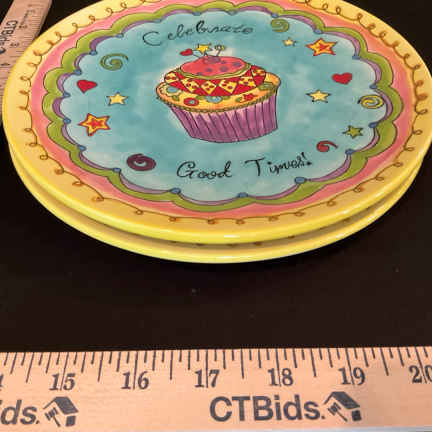 CTBids.
Celebrate
Good Times!
15 16 17 18 19 20
ids. CTBids.